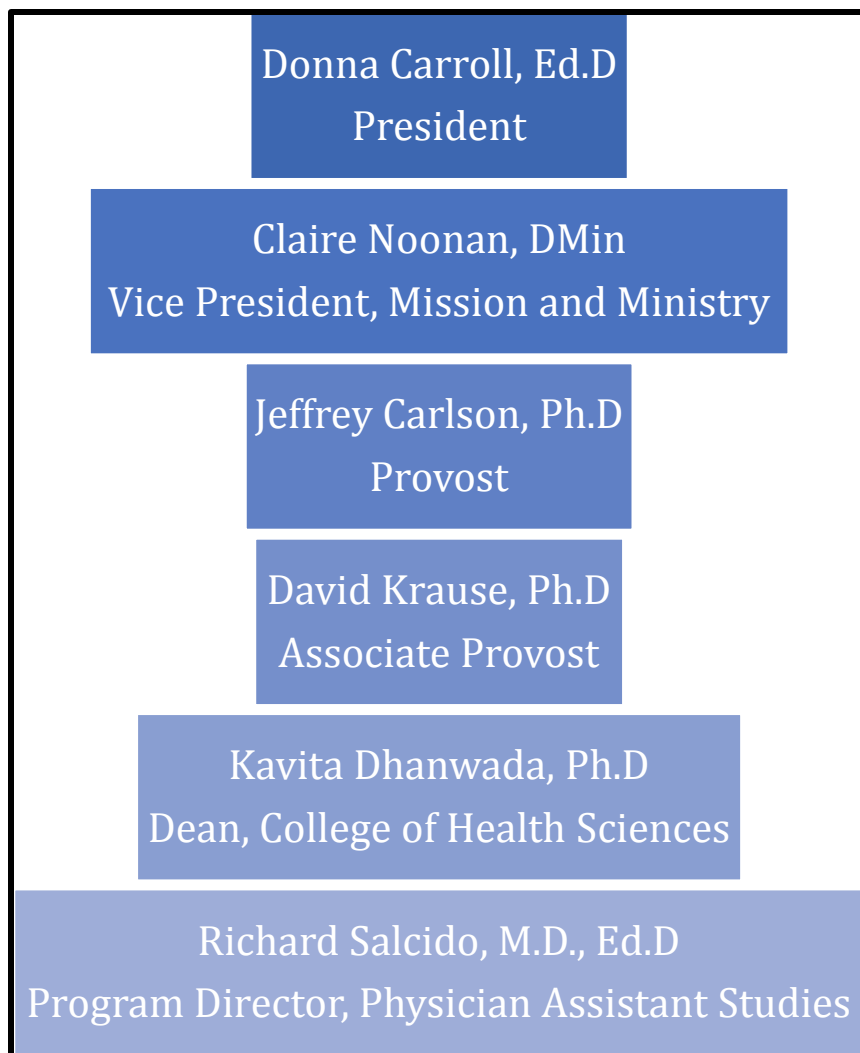 Donna Carroll, Ed.D
President
Claire Noonan, DMin
Vice President, Mission and Ministry
Jeffrey Carlson, Ph.D
Provost
David Krause, Ph.D
Associate Provost
Kavita Dhanwada, Ph.D
Dean, College of Health Sciences
Richard Salcido, M.D., Ed.D
Program Director, Physician Assistant Studies